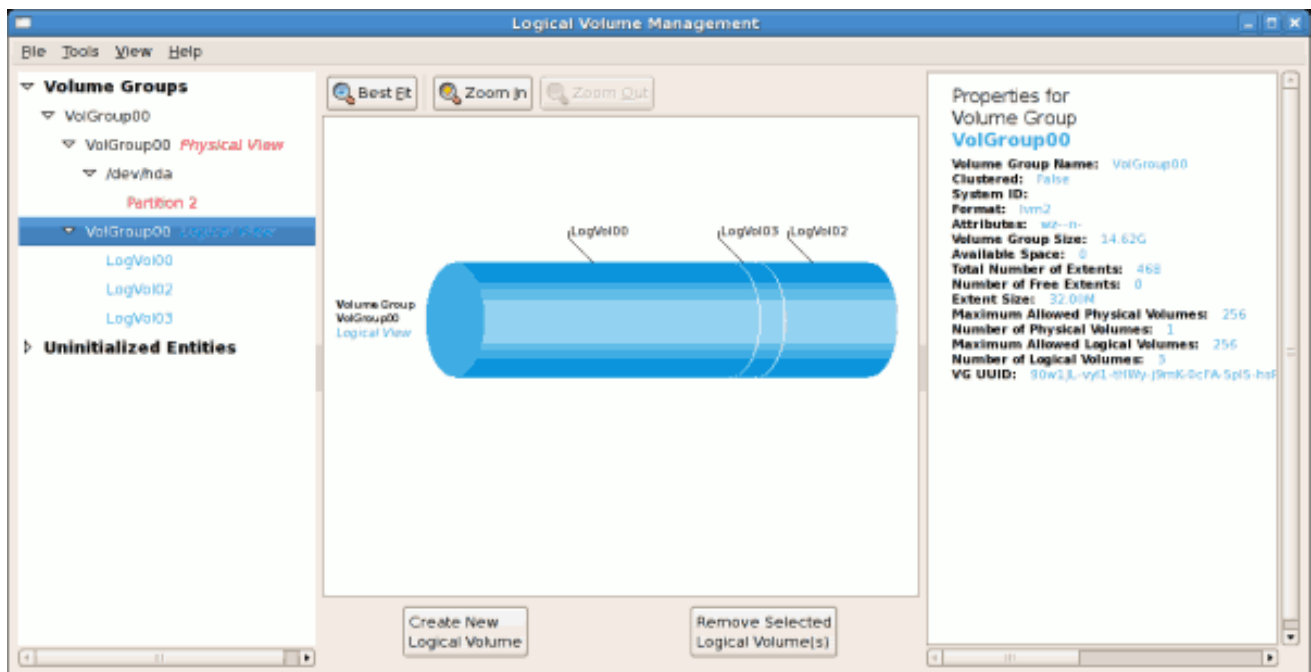 Logical Volume Management
File Tools View Help
Volume Groups
VolGroup00
VolGroup00 Physical View
/dev/hda
Partition 2
VolGroup00 Logical View
LogVol00
LogVol02
LogVol03
Uninitialized Entities
Best Fit Zoom In Zoom Out
LogVol00 LogVol03 LogVol02
Volume Group
VolGroup00
Logical View
Create New
Logical Volume
Remove Selected
Logical Volume(s)
Properties for
Volume Group
VolGroup00
Volume Group Name: VolGroup00
Clustered: False
System ID:
Format: lvm2
Attributes: wz--n-
Volume Group Size: 14.62G
Available Space: 0
Total Number of Extents: 468
Number of Free Extents: 0
Extent Size: 32.00M
Maximum Allowed Physical Volumes: 256
Number of Physical Volumes: 1
Maximum Allowed Logical Volumes: 256
Number of Logical Volumes: 3
VG UUID: